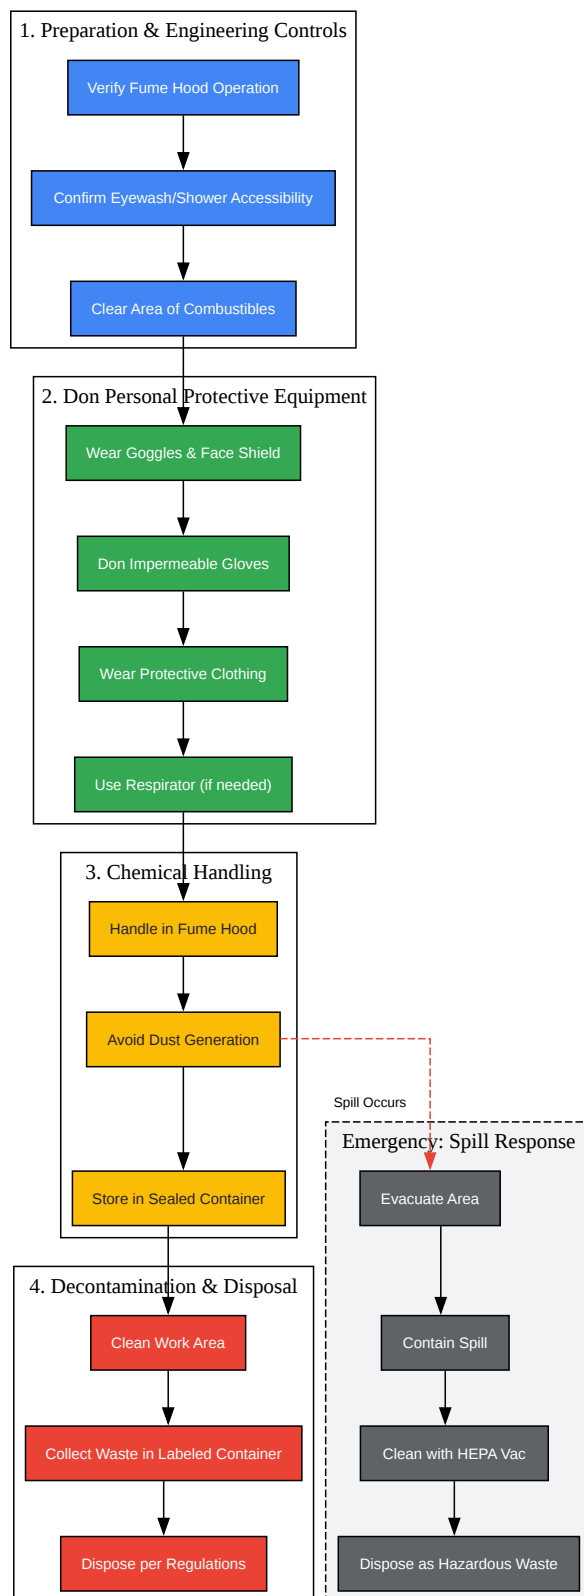 1. Preparation & Engineering Controls
Verify Fume Hood Operation
Confirm Eyewash/Shower Accessibility
Clear Area of Combustibles
2. Don Personal Protective Equipment
Wear Goggles & Face Shield
Don Impermeable Gloves
Wear Protective Clothing
Use Respirator (if needed)
3. Chemical Handling
Handle in Fume Hood
Avoid Dust Generation
Store in Sealed Container
Spill Occurs
Emergency: Spill Response
Evacuate Area
Contain Spill
Clean with HEPA Vac
Dispose as Hazardous Waste
4. Decontamination & Disposal
Clean Work Area
Collect Waste in Labeled Container
Dispose per Regulations